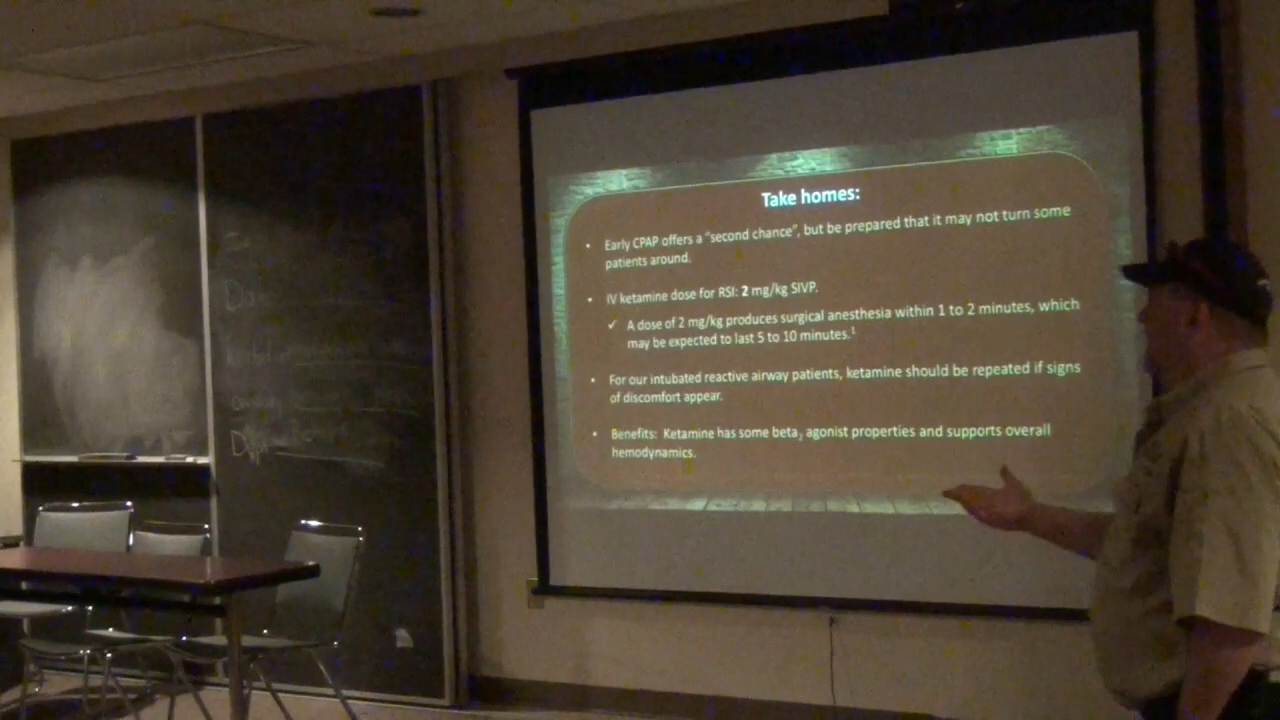 Take homes:
• Early CPAP offers a “second chance”, but be prepared that it may not turn some
patients around.
• IV ketamine dose for RSI: 2 mg/kg SIVP.
✓ A dose of 2 mg/kg produces surgical anesthesia within 1 to 2 minutes, which
may be expected to last 5 to 10 minutes.¹
• For our intubated reactive airway patients, ketamine should be repeated if signs
of discomfort appear.
• Benefits: Ketamine has some beta₂ agonist properties and supports overall
hemodynamics.